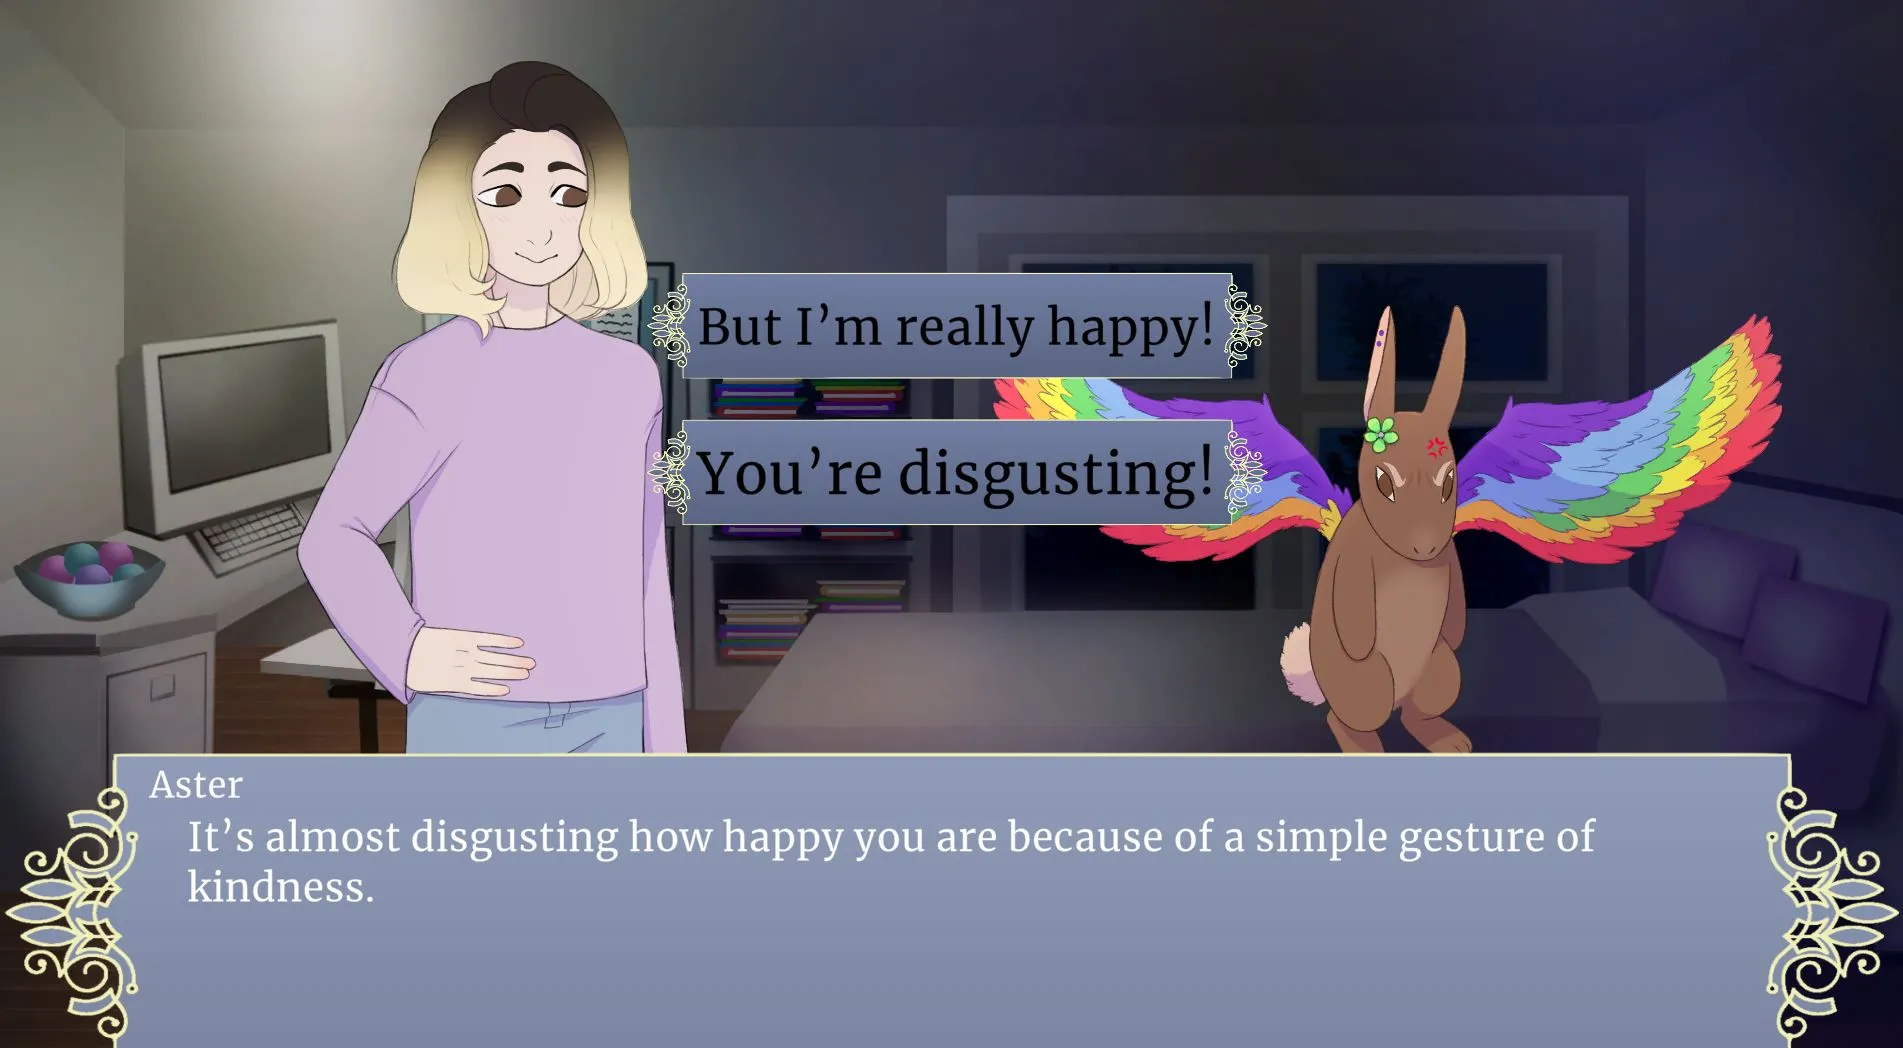 But I’m really happy!
You’re disgusting!
Aster
It’s almost disgusting how happy you are because of a simple gesture of
kindness.